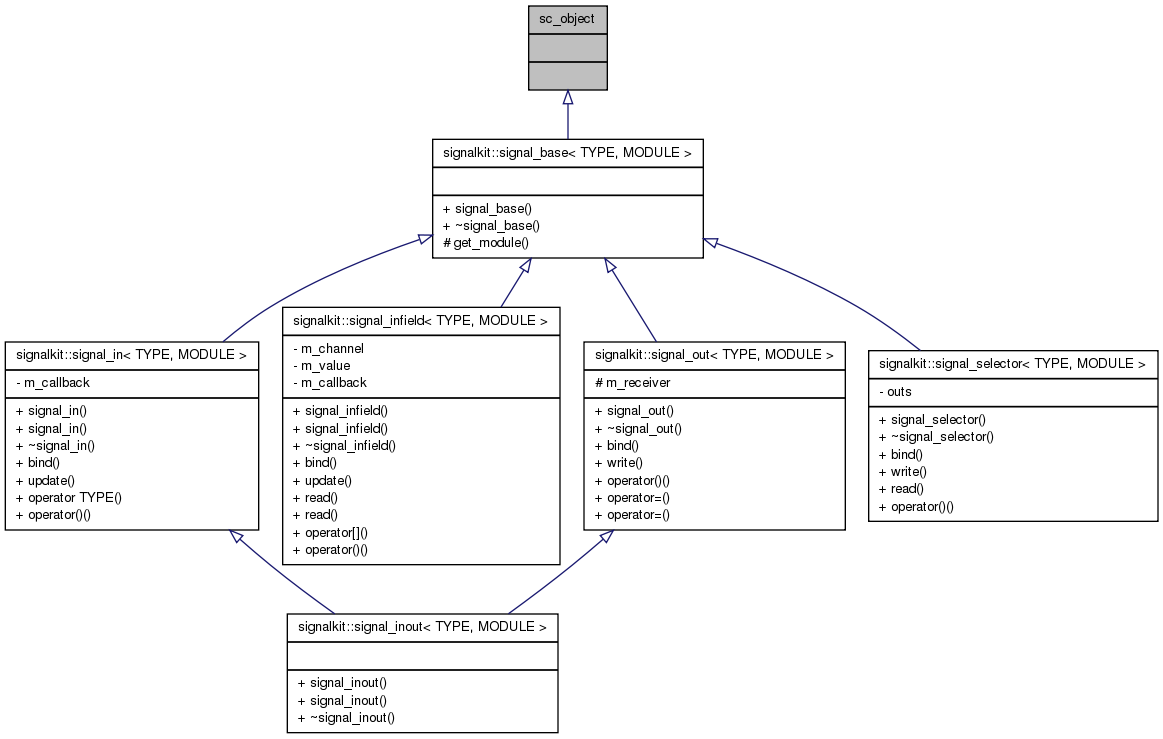 sc_object
signalkit::signal_base< TYPE, MODULE >
+ signal_base()
+ ~signal_base()
# get_module()
signalkit::signal_in< TYPE, MODULE >
- m_callback
+ signal_in()
+ signal_in()
+ ~signal_in()
+ bind()
+ update()
+ operator TYPE()
+ operator()()
signalkit::signal_infield< TYPE, MODULE >
- m_channel
- m_value
- m_callback
+ signal_infield()
+ signal_infield()
+ ~signal_infield()
+ bind()
+ update()
+ read()
+ read()
+ operator[]()
+ operator()()
signalkit::signal_out< TYPE, MODULE >
# m_receiver
+ signal_out()
+ ~signal_out()
+ bind()
+ write()
+ operator()()
+ operator=()
+ operator=()
signalkit::signal_selector< TYPE, MODULE >
- outs
+ signal_selector()
+ ~signal_selector()
+ bind()
+ write()
+ read()
+ operator()()
signalkit::signal_inout< TYPE, MODULE >
+ signal_inout()
+ signal_inout()
+ ~signal_inout()